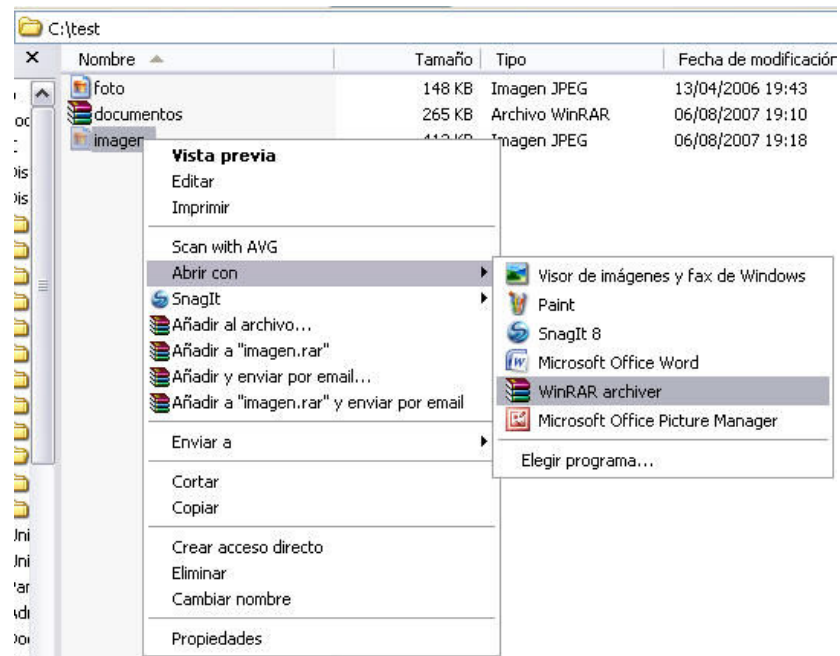 C:\test
Nombre Tamaño Tipo Fecha de modificación
foto 148 KB Imagen JPEG 13/04/2006 19:43
documentos 265 KB Archivo WinRAR 06/08/2007 19:10
imagen 413 KB Imagen JPEG 06/08/2007 19:18
Vista previa
Editar
Imprimir
Scan with AVG
Abrir con
SnagIt
Añadir al archivo...
Añadir a "imagen.rar"
Añadir y enviar por email...
Añadir a "imagen.rar" y enviar por email
Enviar a
Cortar
Copiar
Crear acceso directo
Eliminar
Cambiar nombre
Propiedades
Visor de imágenes y fax de Windows
Paint
SnagIt 8
Microsoft Office Word
WinRAR archiver
Microsoft Office Picture Manager
Elegir programa...